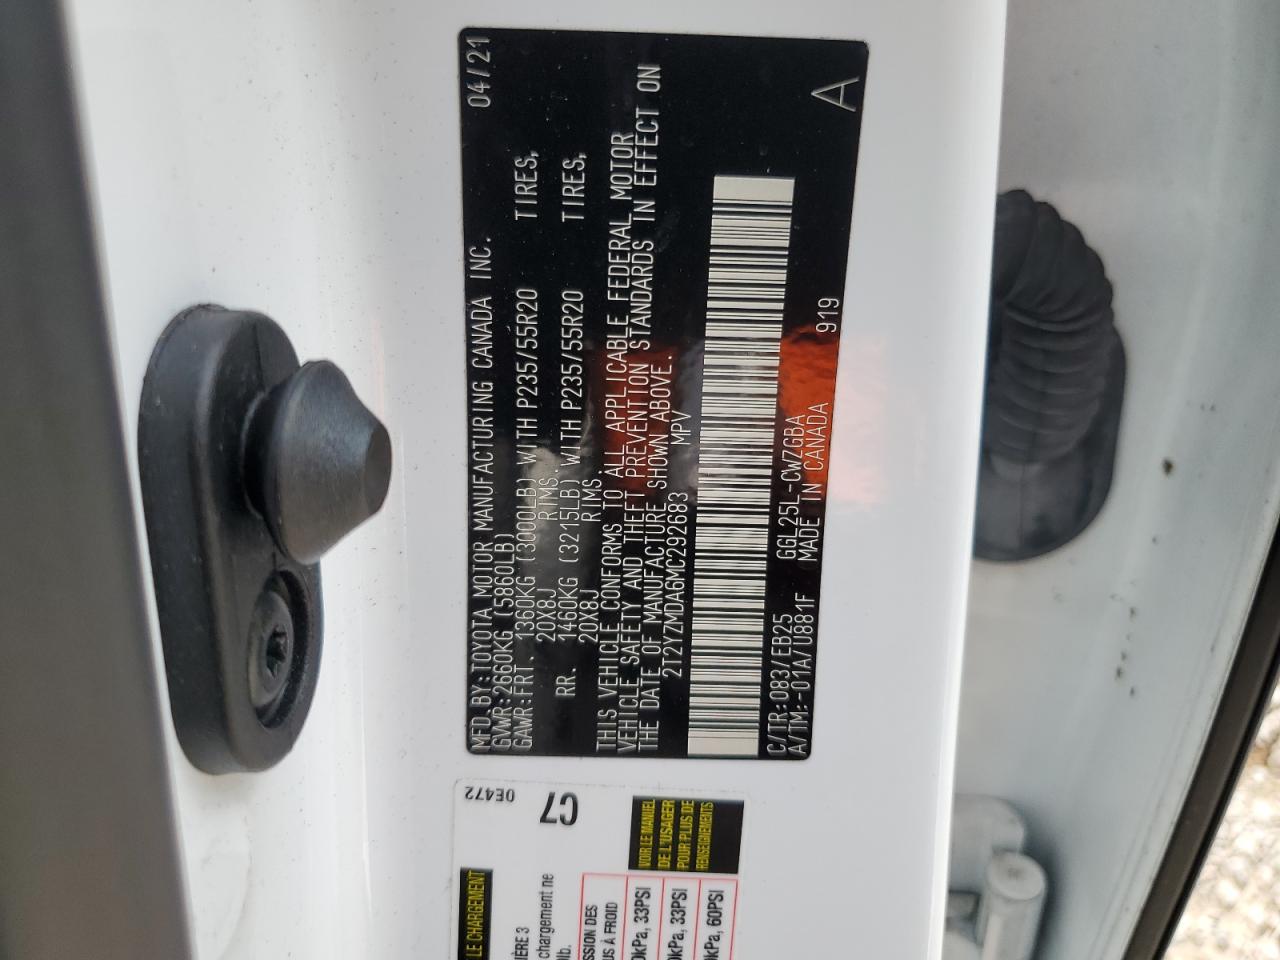 MFD.BY:TOYOTA MOTOR MANUFACTURING CANADA INC. 04/21
GVWR:2660KG (5860LB)
GAWR:FRT. 1360KG (3000LB) WITH P235/55R20 TIRES,
20X8J RIMS.
RR. 1460KG (3215LB) WITH P235/55R20 TIRES,
20X8J RIMS.
THIS VEHICLE CONFORMS TO ALL APPLICABLE FEDERAL MOTOR
VEHICLE SAFETY AND THEFT PREVENTION STANDARDS IN EFFECT ON
THE DATE OF MANUFACTURE SHOWN ABOVE.
2T2YZMDA6MC292683 MPV
C/TR:083/EB25 GGL25L-CWZGBA
A/TM:-01A/U881F MADE IN CANADA 919
A
0E472
C7
LE CHARGEMENT
chargement ne
lb.
US À FROID
kPa, 33PSI
kPa, 33PSI
kPa, 60PSI
VOIR LE MANUEL
DE L'USAGER
POUR PLUS DE
RENSEIGNEMENTS